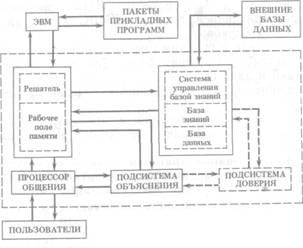 ЭВМ
ПАКЕТЫ
ПРИКЛАДНЫХ
ПРОГРАММ
ВНЕШНИЕ
БАЗЫ
ДАННЫХ
Решатель
Рабочее
поле
памяти
Система
управления
базой знаний
База
знаний
База
данных
ПРОЦЕССОР
ОБЩЕНИЯ
ПОДСИСТЕМА
ОБЪЯСНЕНИЯ
ПОДСИСТЕМА
ДОВЕРИЯ
ПОЛЬЗОВАТЕЛИ